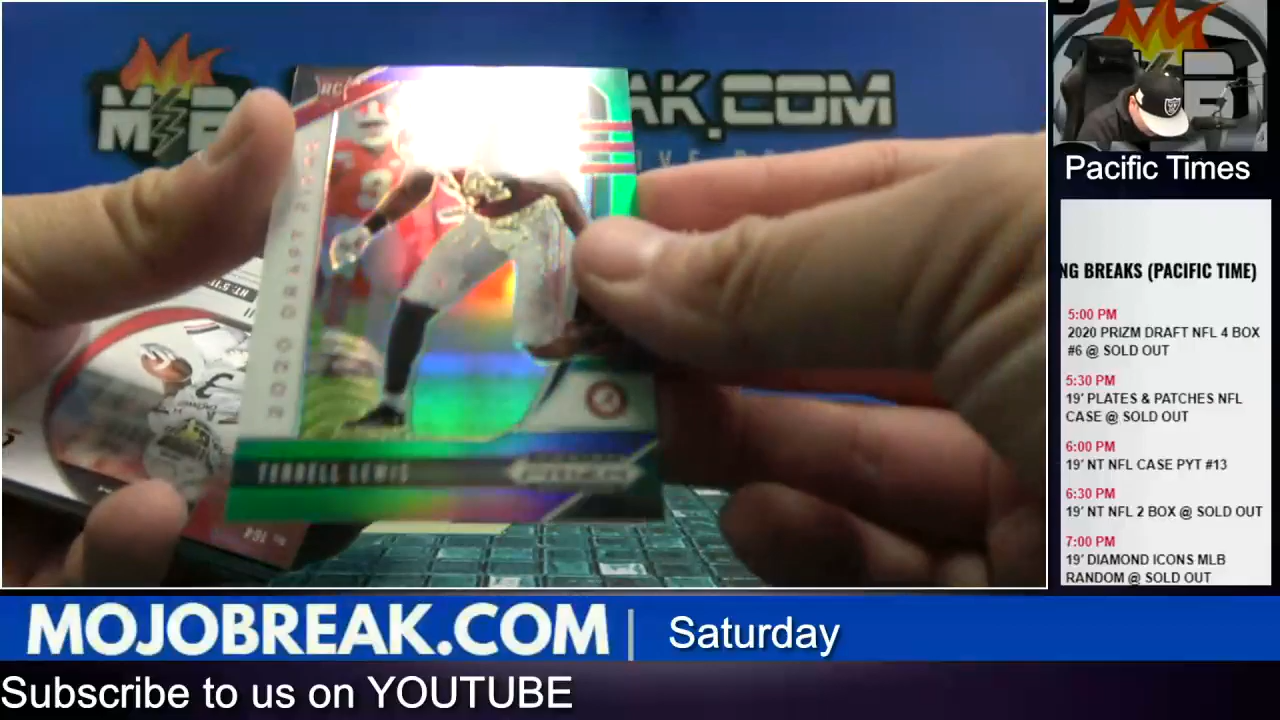 AK.COM
RC
TERRELL LEWIS
PRIZM
Pacific Times
NG BREAKS (PACIFIC TIME)
5:00 PM
2020 PRIZM DRAFT NFL 4 BOX
#6 @ SOLD OUT
5:30 PM
19' PLATES & PATCHES NFL
CASE @ SOLD OUT
6:00 PM
19' NT NFL CASE PYT #13
6:30 PM
19' NT NFL 2 BOX @ SOLD OUT
7:00 PM
19' DIAMOND ICONS MLB
RANDOM @ SOLD OUT
MOJOBREAK.COM | Saturday
Subscribe to us on YOUTUBE